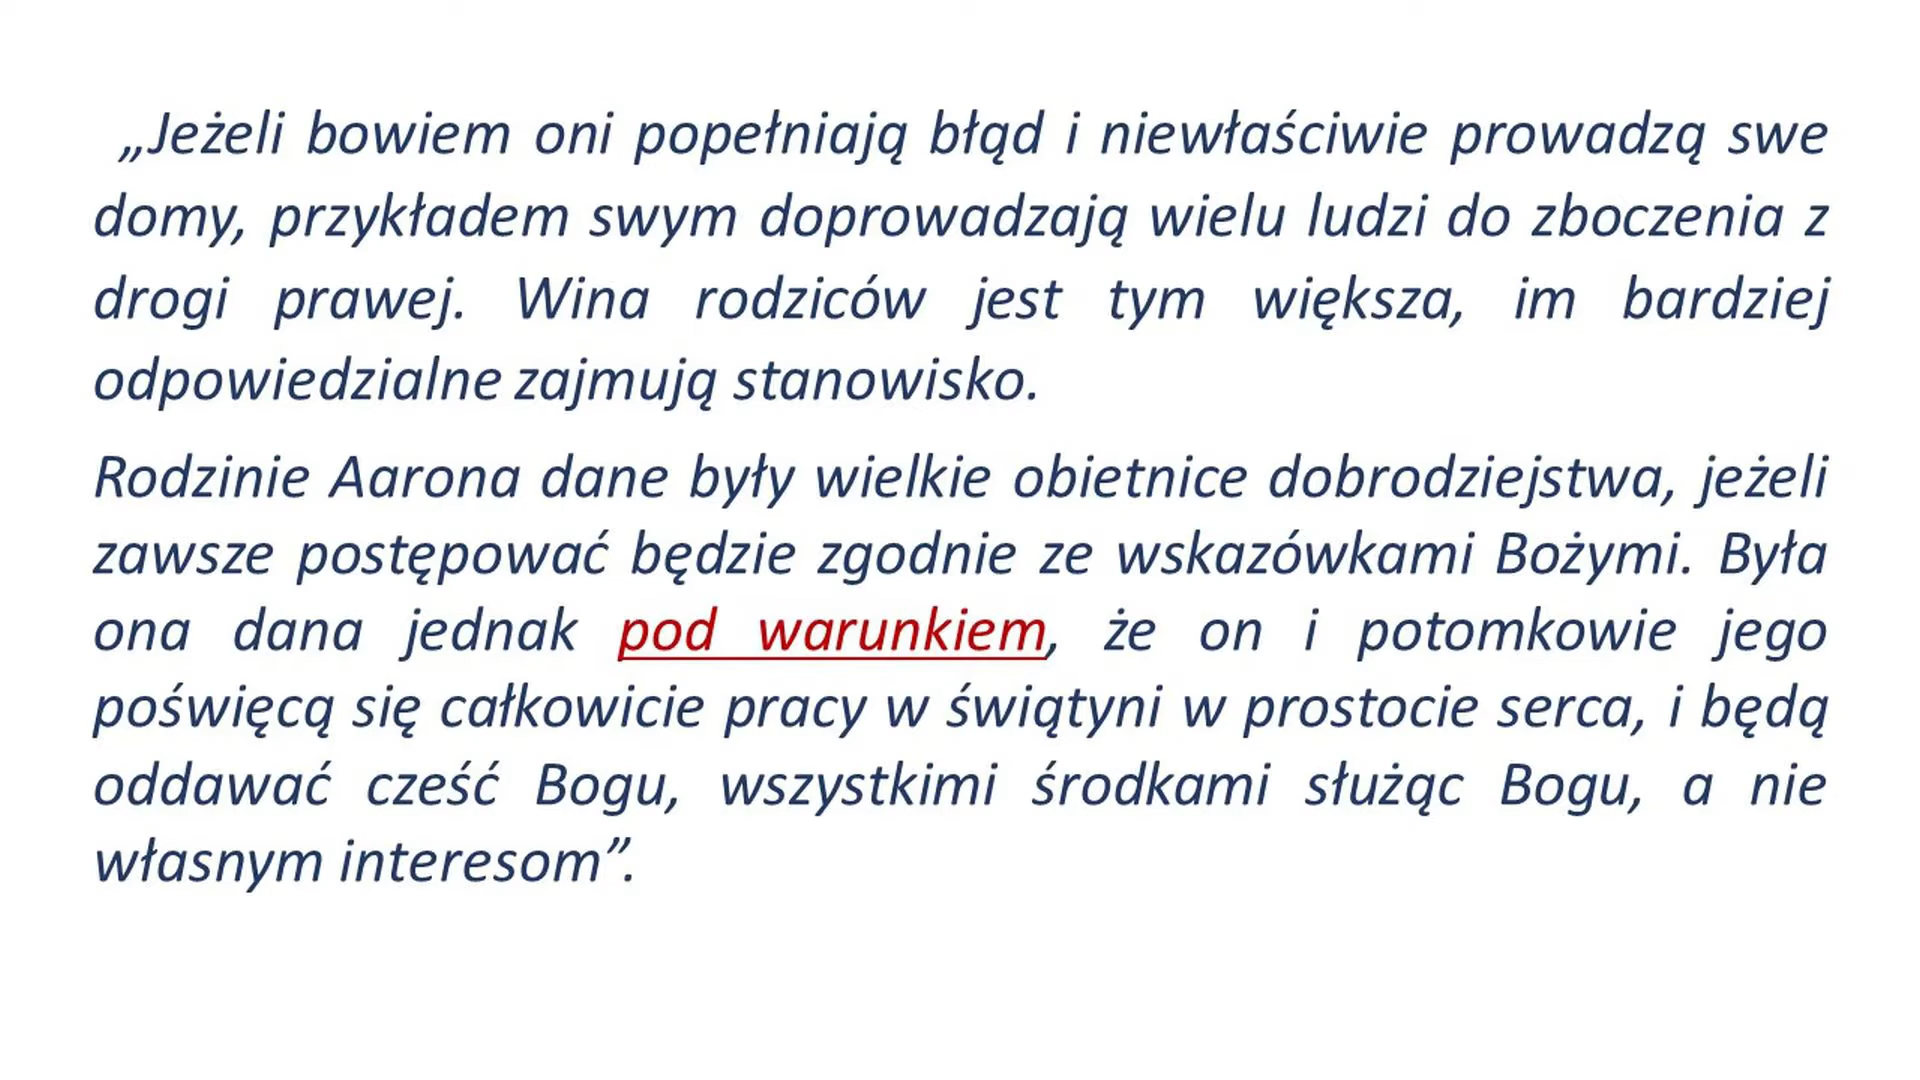 „Jeżeli bowiem oni popełniają błąd i niewłaściwie prowadzą swe
domy, przykładem swym doprowadzają wielu ludzi do zboczenia z
drogi prawej. Wina rodziców jest tym większa, im bardziej
odpowiedzialne zajmują stanowisko.
Rodzinie Aarona dane były wielkie obietnice dobrodziejstwa, jeżeli
zawsze postępować będzie zgodnie ze wskazówkami Bożymi. Była
ona dana jednak pod warunkiem, że on i potomkowie jego
poświęcą się całkowicie pracy w świątyni w prostocie serca, i będą
oddawać cześć Bogu, wszystkimi środkami służąc Bogu, a nie
własnym interesom”.